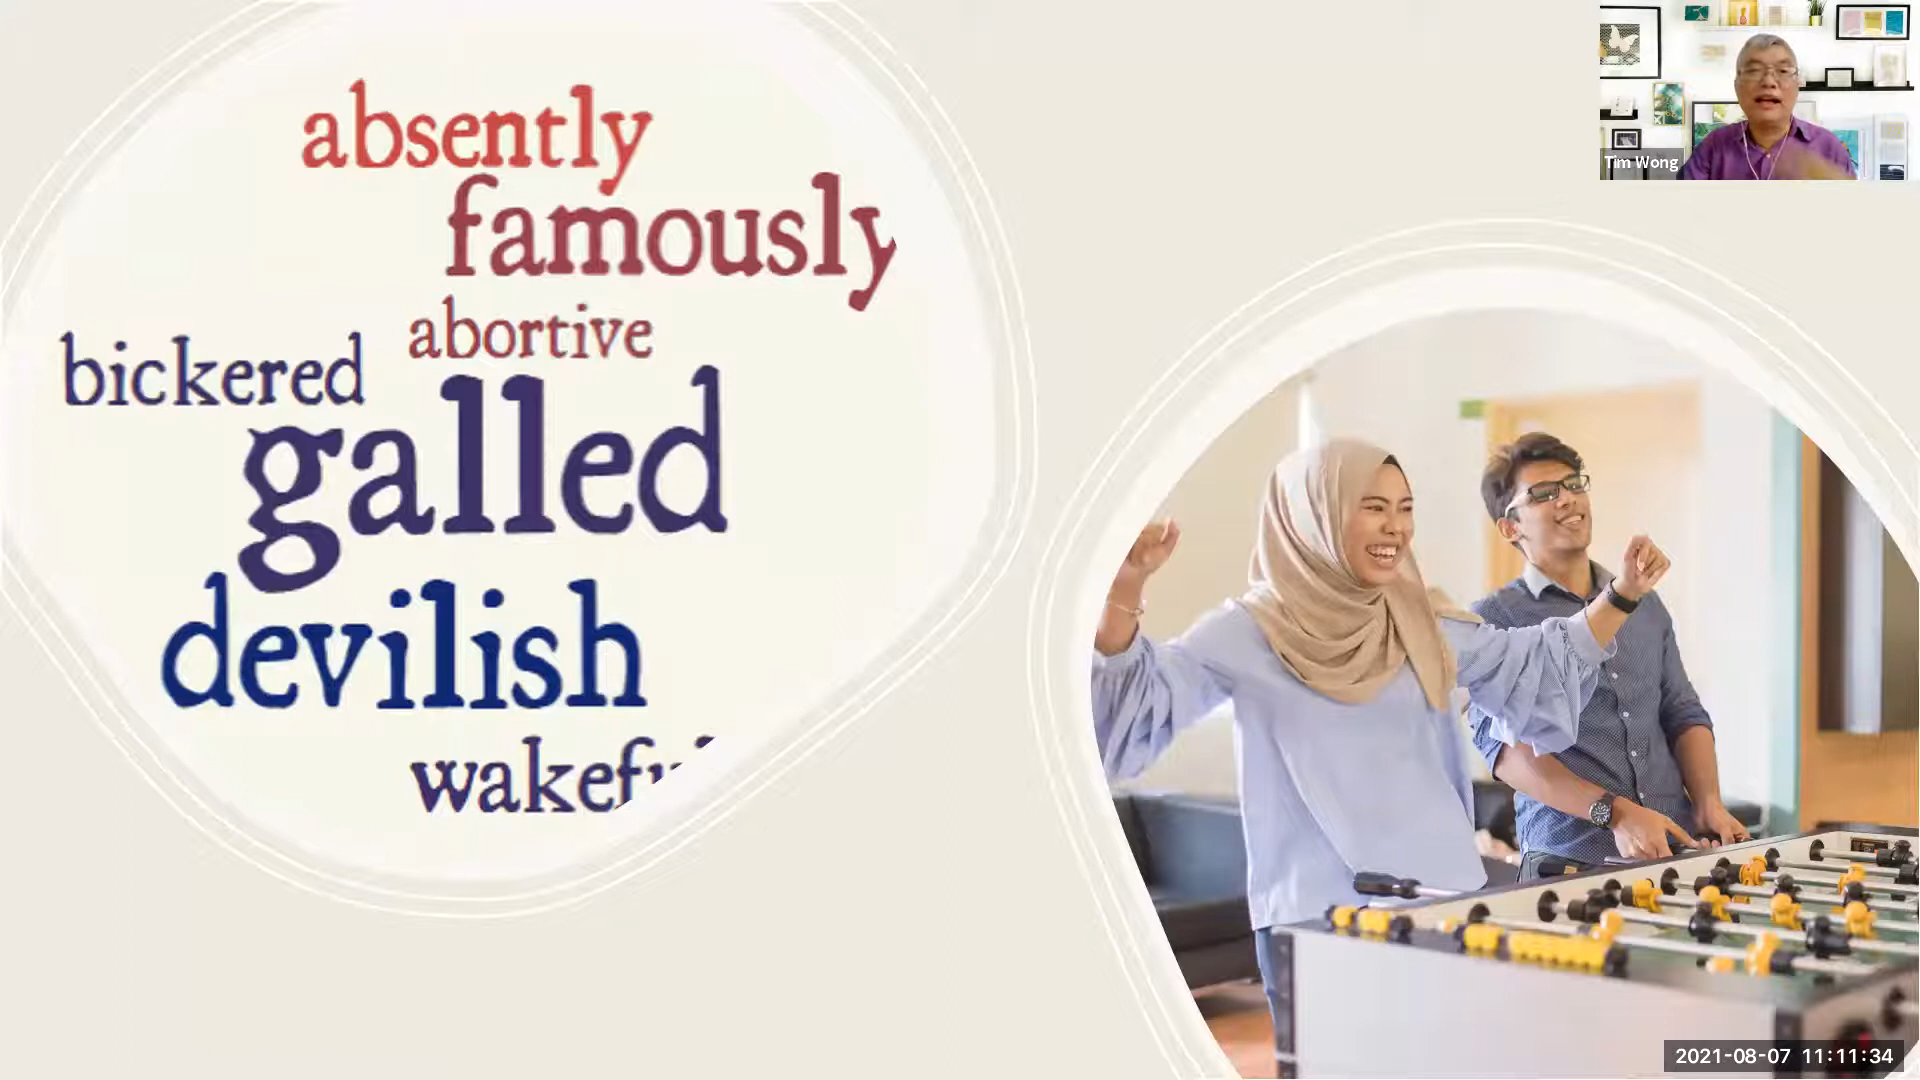 absently
famously
abortive
bickered
galled
devilish
Tim Wong
2021-08-07 11:11:34